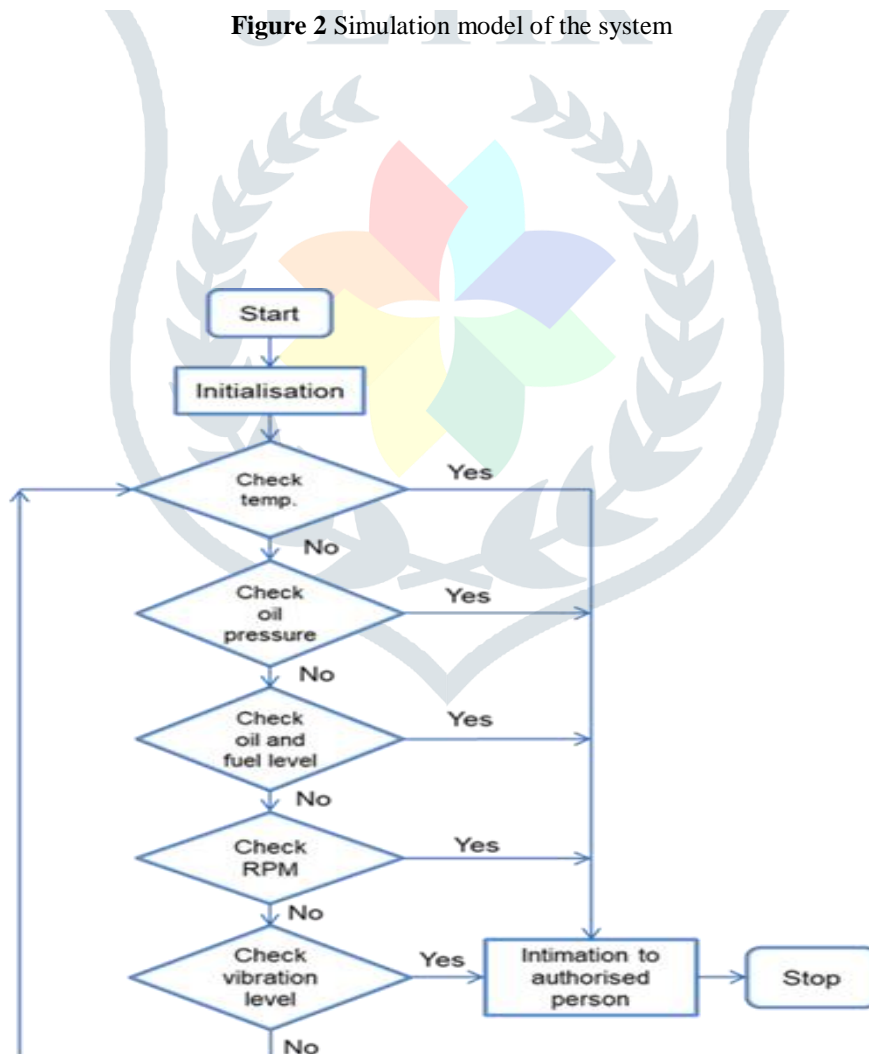 Figure 2 Simulation model of the system
Start
Initialisation
Check
temp.
Yes
No
Check
oil
pressure
Yes
No
Check
oil and
fuel level
Yes
No
Check
RPM
Yes
No
Check
vibration
level
Yes
Intimation to
authorised
person
Stop
No